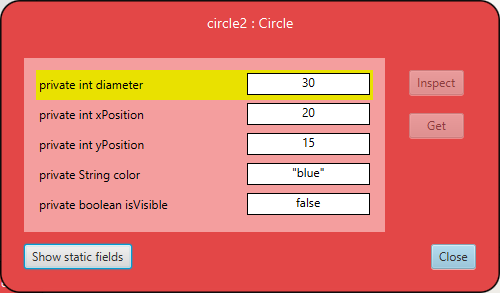 circle2 : Circle
private int diameter 30
Inspect
private int xPosition 20
Get
private int yPosition 15
private String color "blue"
private boolean isVisible false
Show static fields
Close